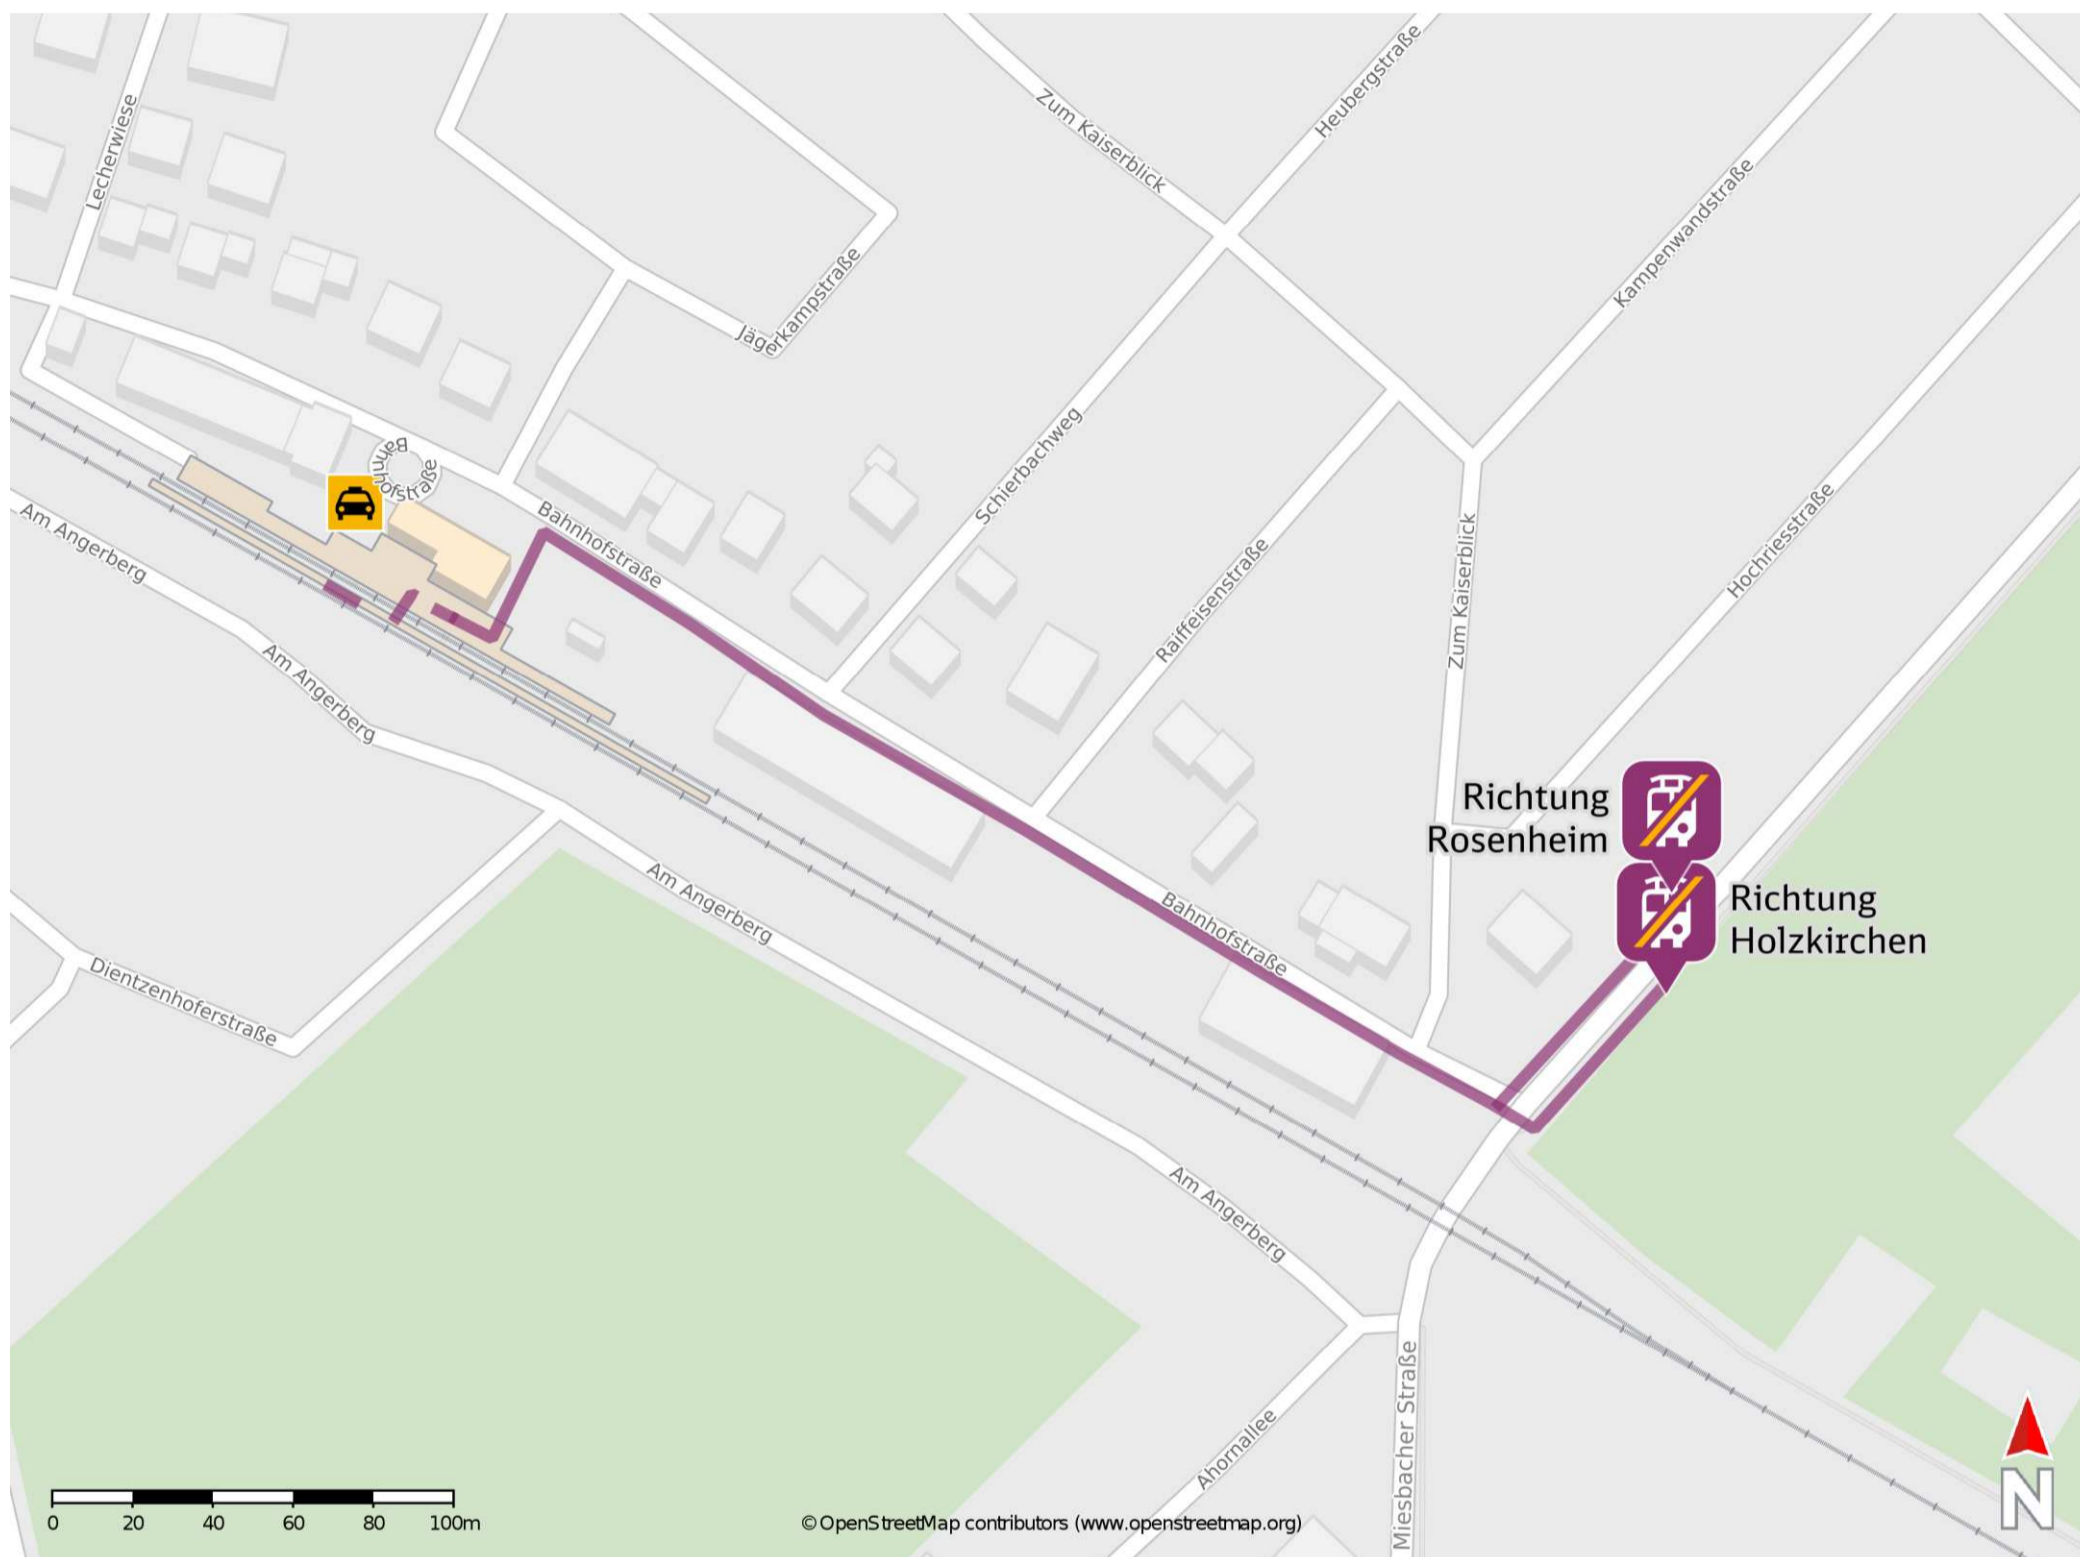 Lecherwiese
Zum Kaiserblick
Heubergstraße
Kampenwandstraße
Jägerkampstraße
Bahnhofstraße
Bahnhofstraße
Schierbachweg
Raiffeisenstraße
Zum Kaiserblick
Hochriesstraße
Am Angerberg
Am Angerberg
Richtung
Rosenheim
Richtung
Holzkirchen
Am Angerberg
Bahnhofstraße
Dientzenhoferstraße
Am Angerberg
Ahornallee
Miesbacher Straße
N
0 20 40 60 80 100m
© OpenStreetMap contributors (www.openstreetmap.org)